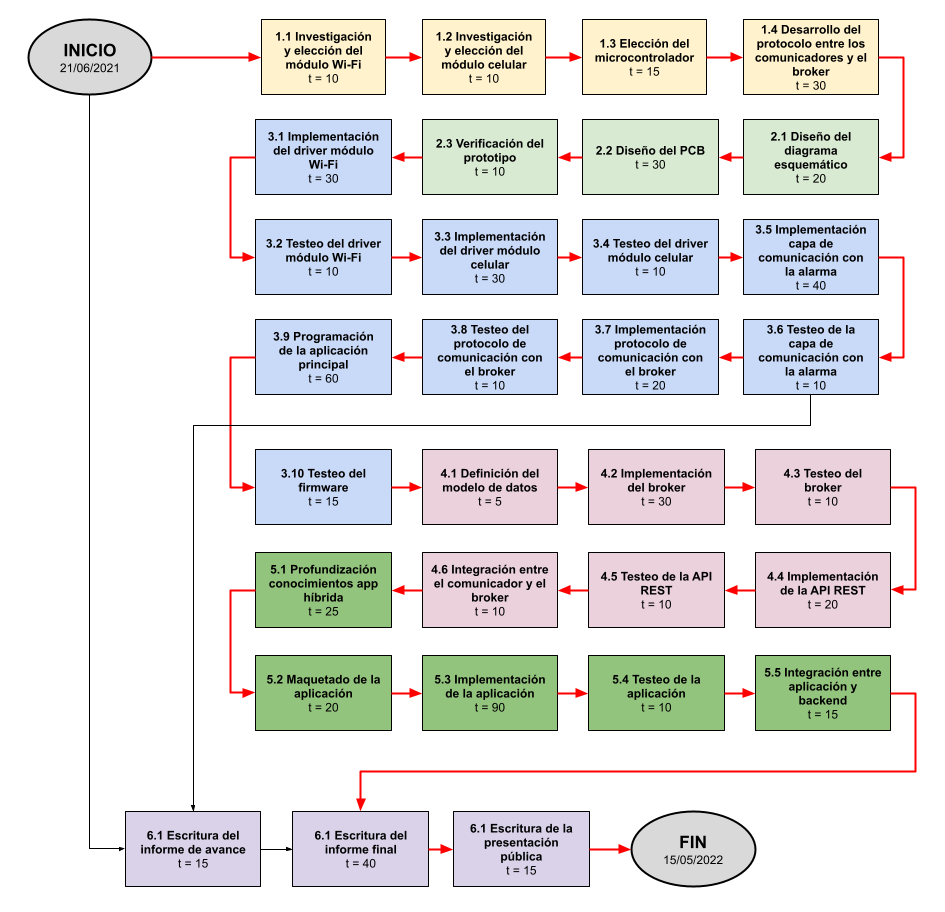 INICIO
21/06/2021
1.1 Investigación
y elección del
módulo Wi-Fi
t = 10
1.2 Investigación
y elección del
módulo celular
t = 10
1.3 Elección del
microcontrolador
t = 15
1.4 Desarrollo del
protocolo entre los
comunicadores y el
broker
t = 30
3.1 Implementación
del driver módulo
Wi-Fi
t = 30
2.3 Verificación del
prototipo
t = 10
2.2 Diseño del PCB
t = 30
2.1 Diseño del
diagrama
esquemático
t = 20
3.2 Testeo del driver
módulo Wi-Fi
t = 10
3.3 Implementación
del driver módulo
celular
t = 30
3.4 Testeo del driver
módulo celular
t = 10
3.5 Implementación
capa de
comunicación con
la alarma
t = 40
3.9 Programación
de la aplicación
principal
t = 60
3.8 Testeo del
protocolo de
comunicación con
el broker
t = 10
3.7 Implementación
protocolo de
comunicación con
el broker
t = 20
3.6 Testeo de la
capa de
comunicación con
la alarma
t = 10
3.10 Testeo del
firmware
t = 15
4.1 Definición del
modelo de datos
t = 5
4.2 Implementación
del broker
t = 30
4.3 Testeo del
broker
t = 10
5.1 Profundización
conocimientos app
híbrida
t = 25
4.6 Integración entre
el comunicador y el
broker
t = 10
4.5 Testeo de la API
REST
t = 10
4.4 Implementación
de la API REST
t = 20
5.2 Maquetado de la
aplicación
t = 20
5.3 Implementación
de la aplicación
t = 90
5.4 Testeo de la
aplicación
t = 10
5.5 Integración entre
aplicación y
backend
t = 15
6.1 Escritura del
informe de avance
t = 15
6.1 Escritura del
informe final
t = 40
6.1 Escritura de la
presentación
pública
t = 15
FIN
15/05/2022